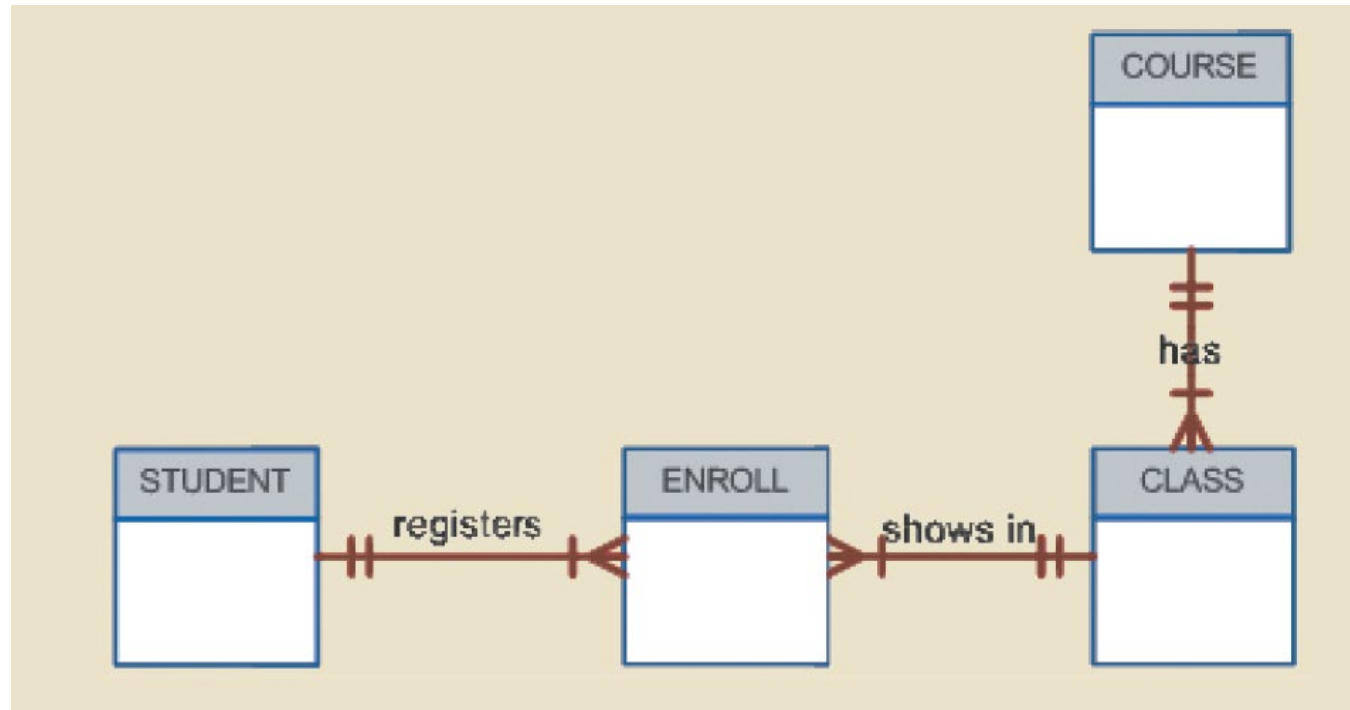 COURSE
has
STUDENT
registers
ENROLL
shows in
CLASS